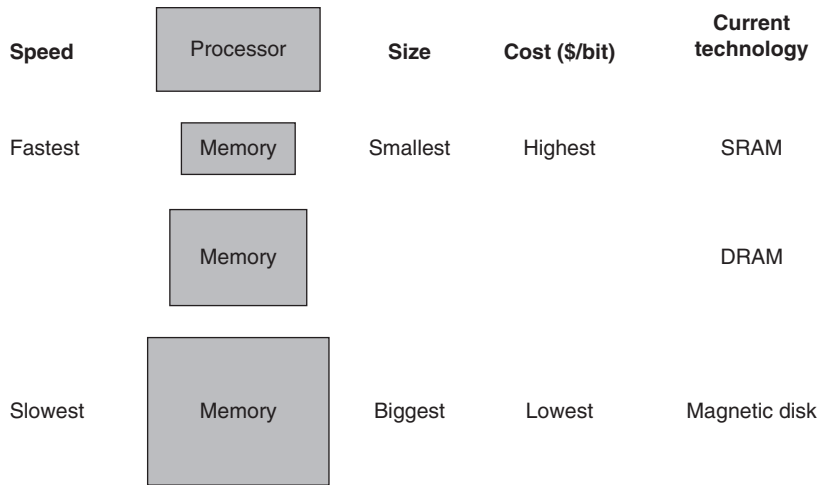 Speed Processor Size Cost ($/bit) Current technology
Fastest Memory Smallest Highest SRAM
Memory DRAM
Slowest Memory Biggest Lowest Magnetic disk